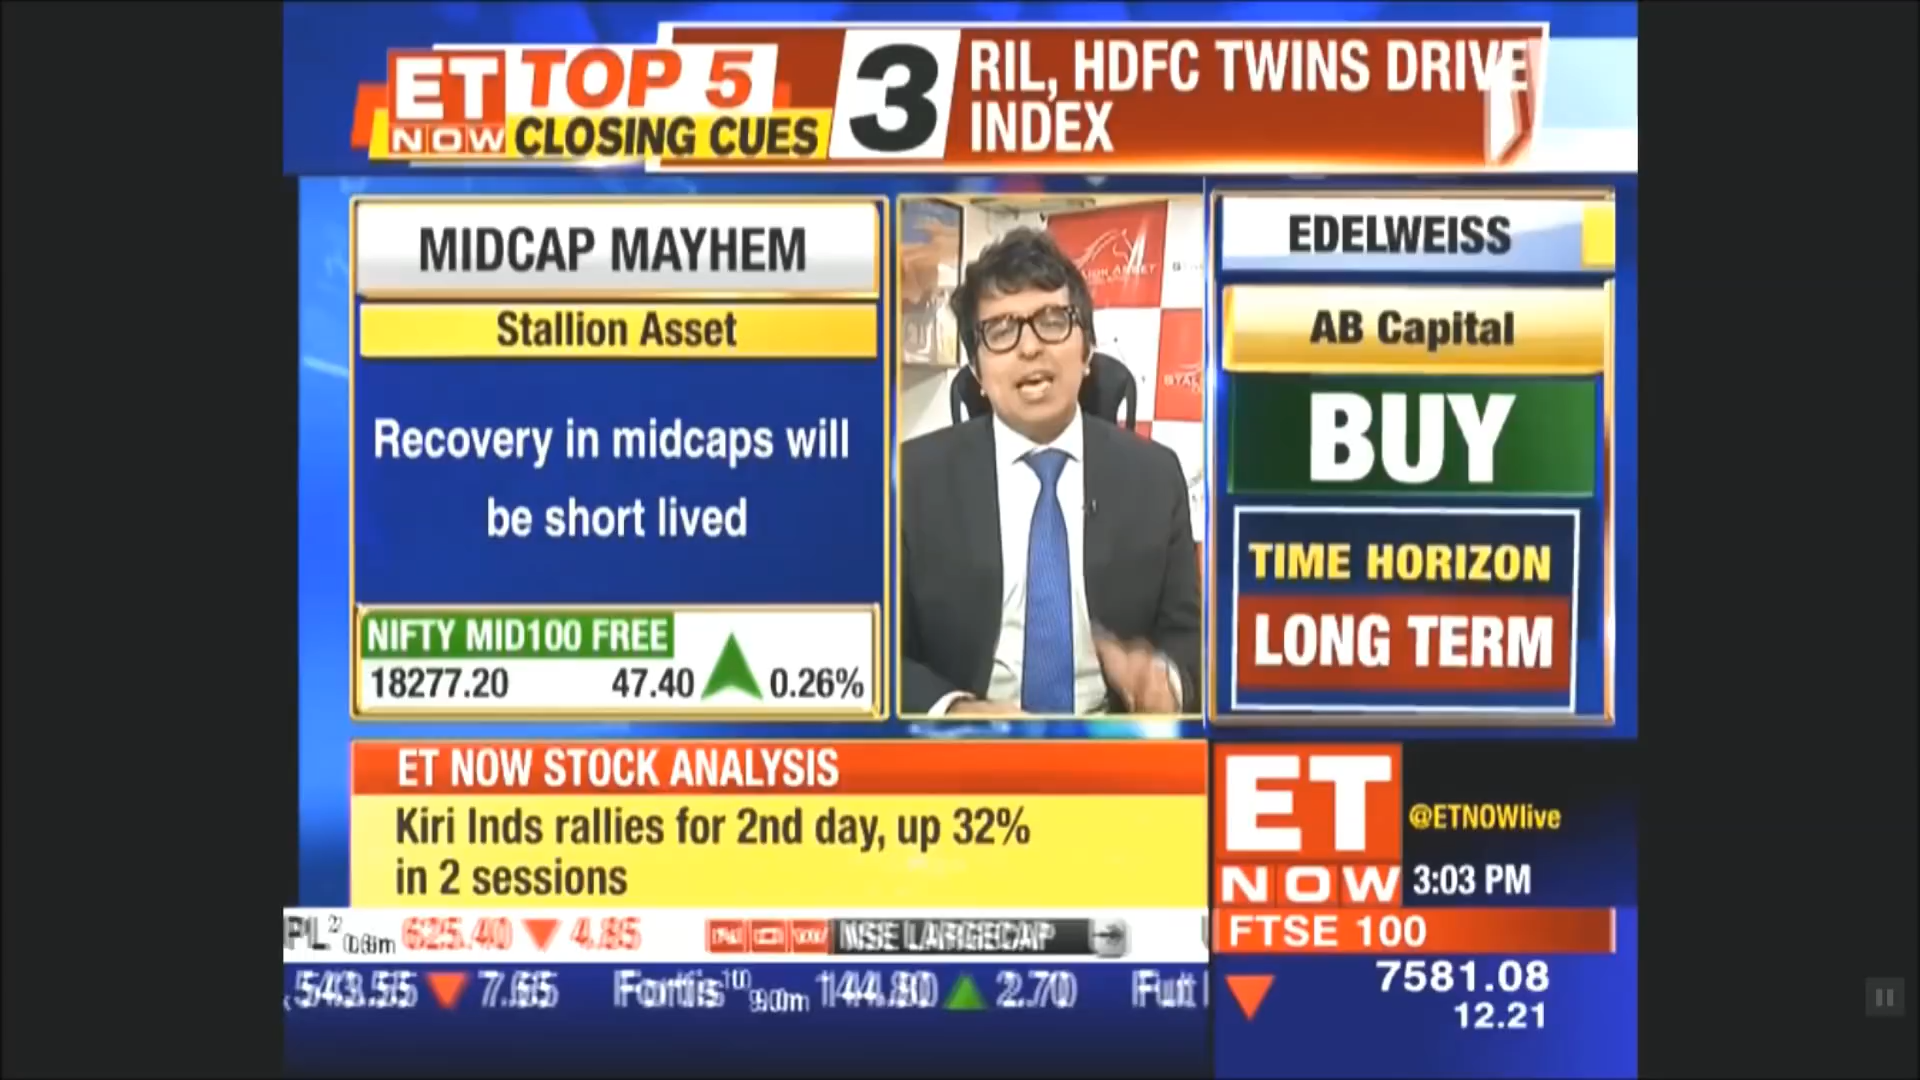 ET NOW
TOP 5
CLOSING CUES
3
RIL, HDFC TWINS DRIVE
INDEX
MIDCAP MAYHEM
Stallion Asset
Recovery in midcaps will
be short lived
NIFTY MID100 FREE
18277.20 47.40 0.26%
EDELWEISS
AB Capital
BUY
TIME HORIZON
LONG TERM
ET NOW STOCK ANALYSIS
Kiri Inds rallies for 2nd day, up 32%
in 2 sessions
ET
NOW
@ETNOWlive
3:03 PM
FTSE 100
7581.08
12.21
625.40 4.85 NSE LARGECAP
543.55 7.65 Fortis 144.80 2.70